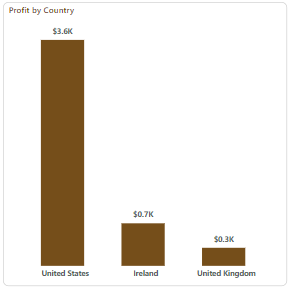 Profit by Country
$3.6K
$0.7K
$0.3K
United States
Ireland
United Kingdom